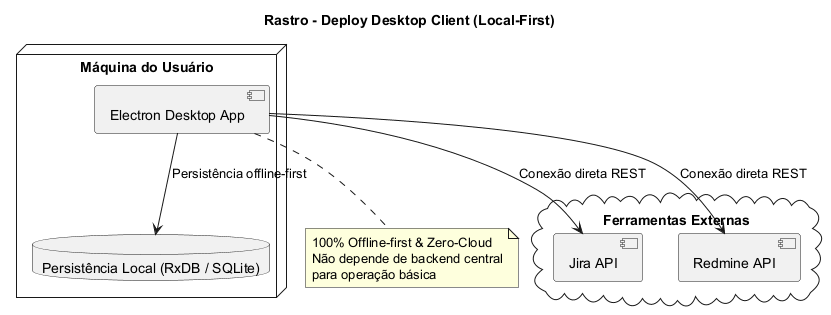 Rastro - Deploy Desktop Client (Local-First)
Máquina do Usuário
Electron Desktop App
Persistência offline-first
Conexão direta REST
Conexão direta REST
Ferramentas Externas
Persistência Local (RxDB / SQLite)
100% Offline-first & Zero-Cloud
Não depende de backend central
para operação básica
Jira API
Redmine API